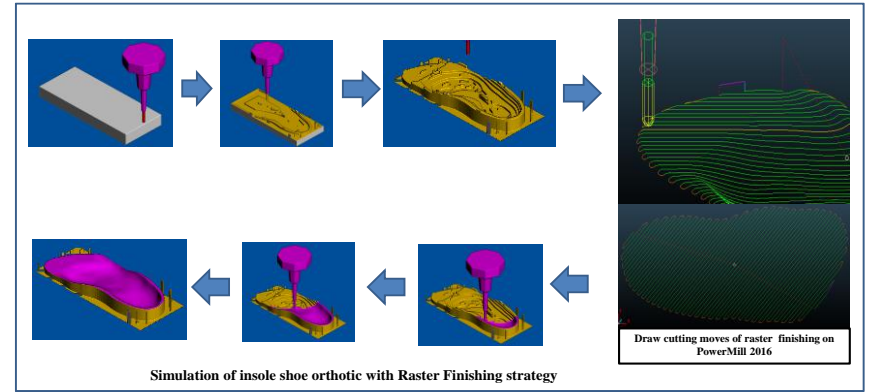 Draw cutting moves of raster finishing on
PowerMill 2016
Simulation of insole shoe orthotic with Raster Finishing strategy